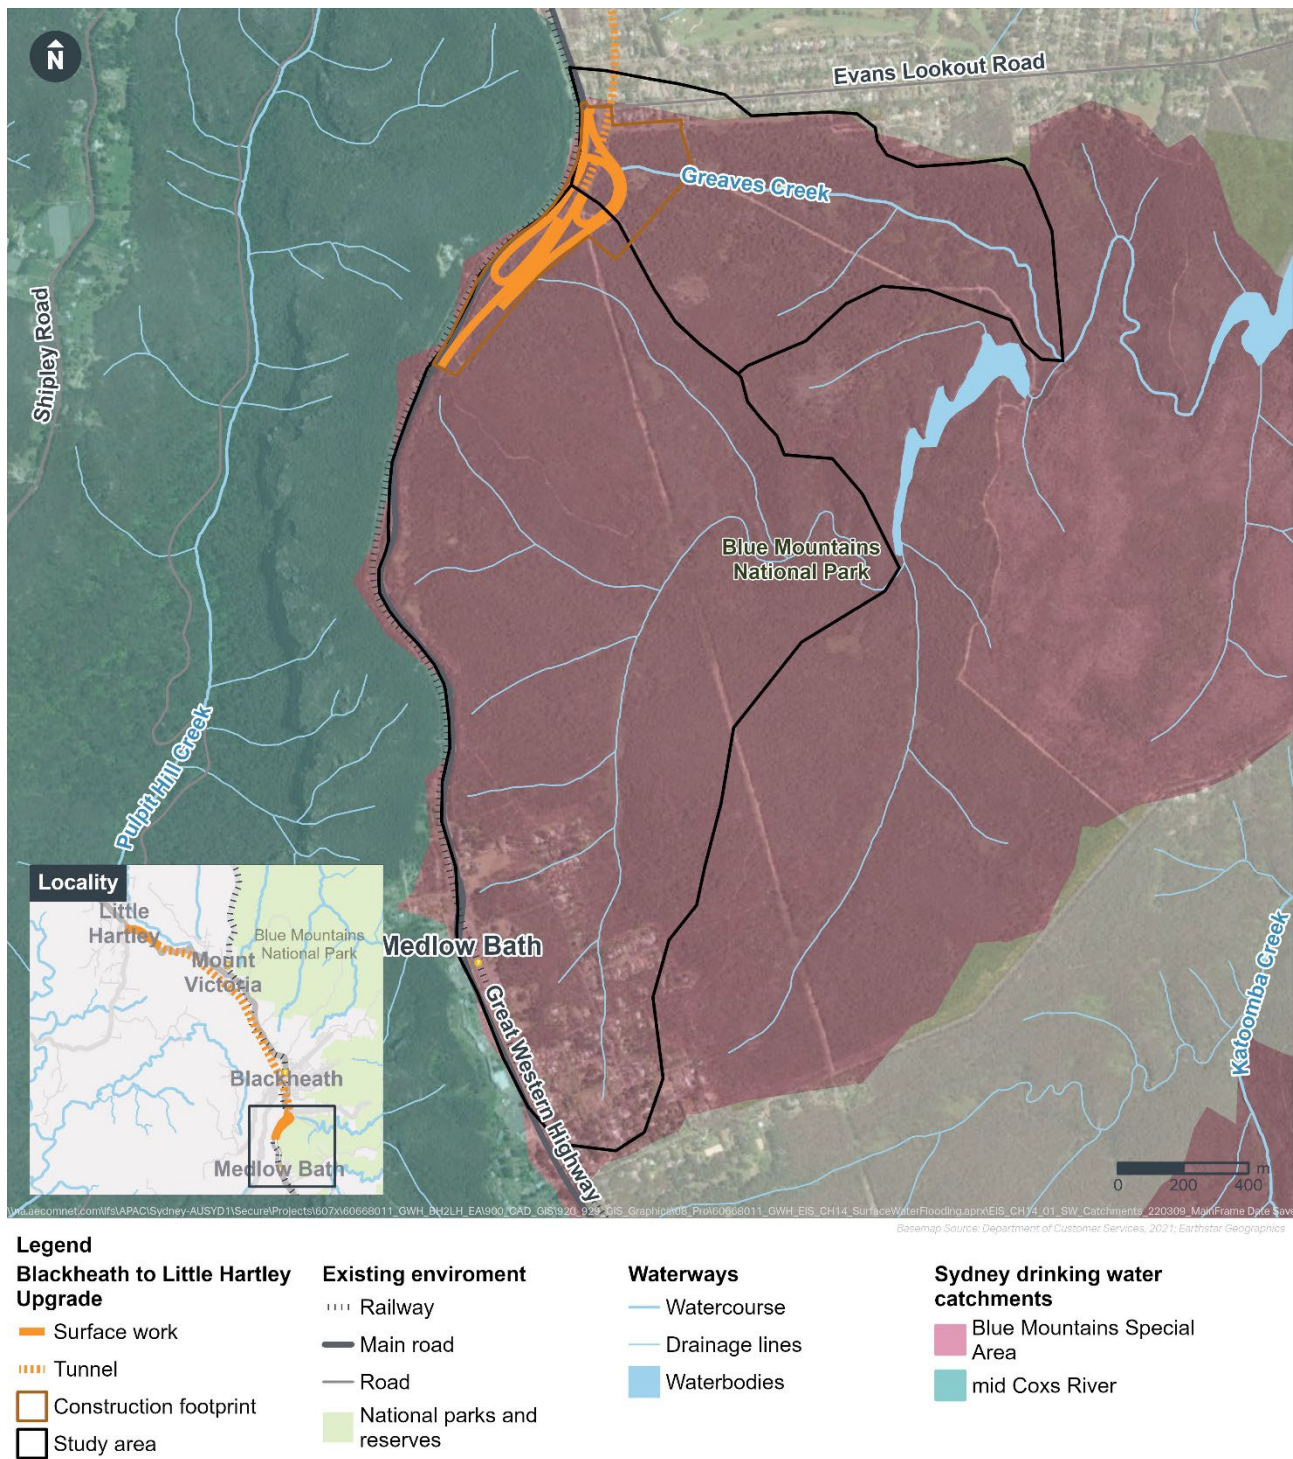 N
Evans Lookout Road
Greaves Creek
Shipley Road
Blue Mountains
National Park
Pulpit Hill Creek
Medlow Bath
Great Western Highway
Katoomba Creek
Locality
Little
Hartley
Mount
Victoria
Blue Mountains
National Park
Blackheath
Medlow Bath
m
0 200 400
Basemap Source: Department of Customer Services, 2021; Earthstar Geographics
Legend
Blackheath to Little Hartley
Upgrade
Surface work
Tunnel
Construction footprint
Study area
Existing enviroment
Railway
Main road
Road
National parks and
reserves
Waterways
Watercourse
Drainage lines
Waterbodies
Sydney drinking water
catchments
Blue Mountains Special
Area
mid Coxs River